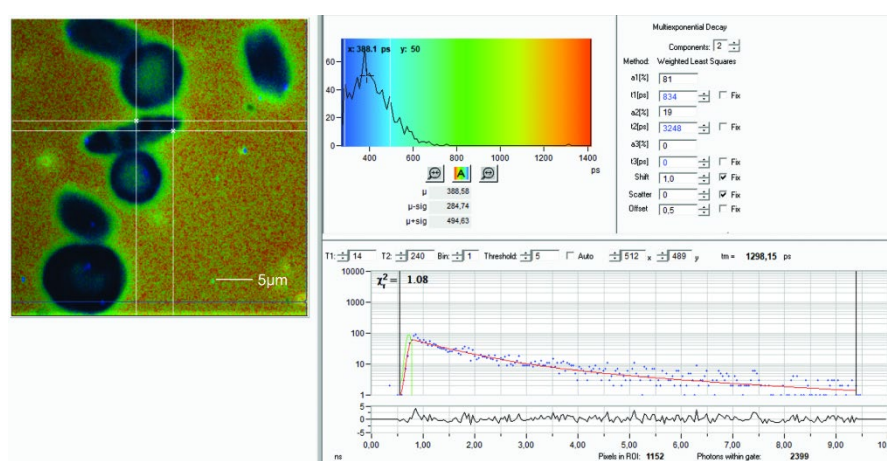 5µm
x: 388.1 ps y: 50
60
40
20
0
400 600 800 1000 1200 1400
ps
A
µ 388,58
µ-sig 284,74
µ+sig 494,63
Multiexponential Decay
Components: 2
Method: Weighted Least Squares
a1[%] 81
t1[ps] 834 Fix
a2[%] 19
t2[ps] 3248 Fix
a3[%] 0
t3[ps] 0 Fix
Shift 1,0 Fix
Scatter 0 Fix
Offset 0,5 Fix
T1: 14 T2: 240 Bin: 1 Threshold: 5 Auto 512 x 489 y tm = 1298,15 ps
10000
χr² = 1.08
1000
100
10
1
5
0
-5
0,00 1,00 2,00 3,00 4,00 5,00 6,00 7,00 8,00 9,00 10,
ns Pixels in ROI: 1152 Photons within gate: 2399